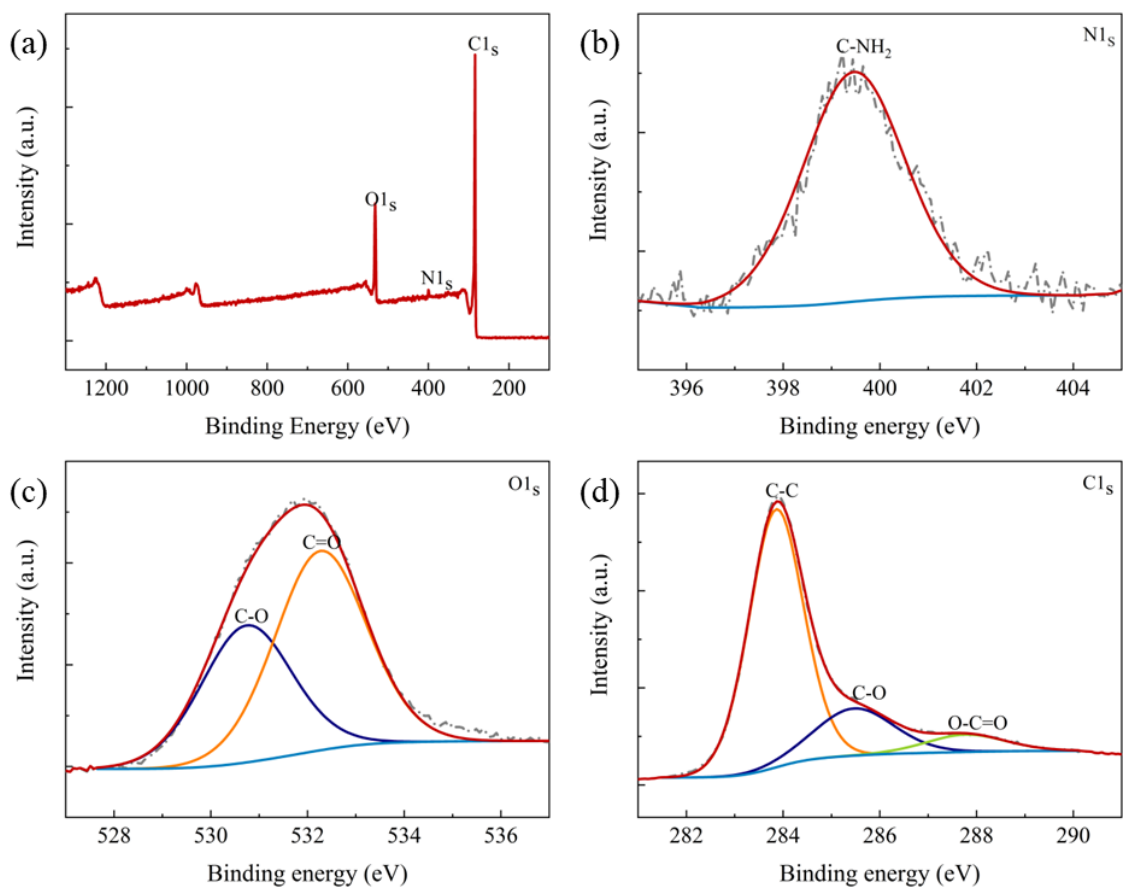 (a)
C1s
O1s
N1s
Intensity (a.u.)
1200 1000 800 600 400 200
Binding Energy (eV)
(b)
C-NH2
N1s
Intensity (a.u.)
396 398 400 402 404
Binding energy (eV)
(c)
O1s
C=O
C-O
Intensity (a.u.)
528 530 532 534 536
Binding energy (eV)
(d)
C-C
C1s
C-O
O-C=O
Intensity (a.u.)
282 284 286 288 290
Binding energy (eV)